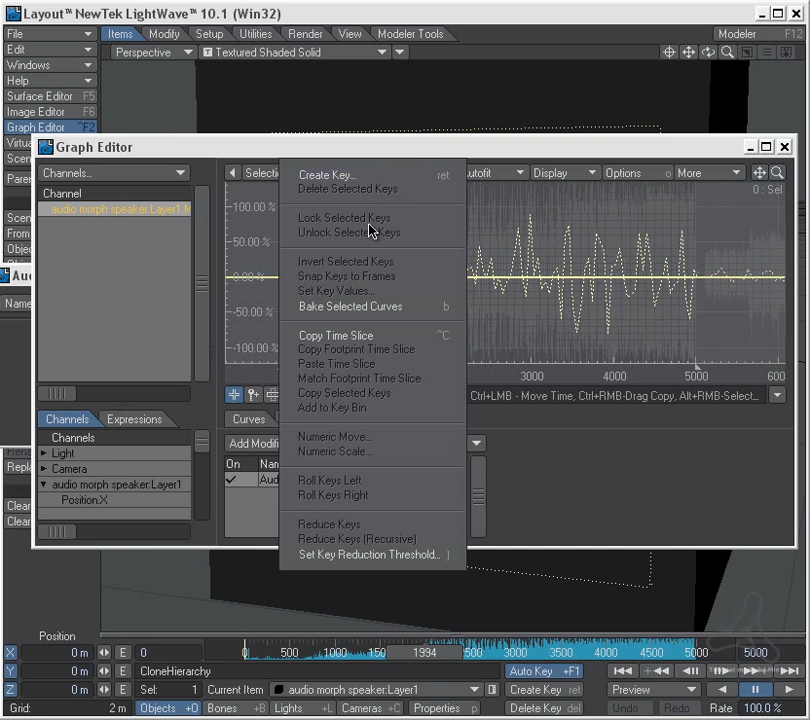 Layout™ NewTek LightWave™ 10.1 (Win32)
File Items Modify Setup Utilities Render View Modeler Tools Modeler F12
Edit Perspective Textured Shaded Solid
Windows
Help
Surface Editor F5
Image Editor F6
Graph Editor ^F2
Graph Editor
Channels...
Channel
audio morph speaker:Layer1
Display Options o More
0 : Sel
100.00 %
50.00 %
0.00%
-50.00 %
-100.00 %
3000 4000 5000 600
Ctrl+LMB - Move Time, Ctrl+RMB-Drag Copy, Alt+RMB-Select...
Create Key... ret
Delete Selected Keys
Lock Selected Keys
Unlock Selected Keys
Invert Selected Keys
Snap Keys to Frames
Set Key Values...
Bake Selected Curves b
Copy Time Slice ^C
Copy Footprint Time Slice
Paste Time Slice
Match Footprint Time Slice
Copy Selected Keys
Add to Key Bin
Numeric Move...
Numeric Scale...
Roll Keys Left
Roll Keys Right
Reduce Keys
Reduce Keys (Recursive)
Set Key Reduction Threshold... )
Channels Expressions Curves
Channels
Light
Camera
audio morph speaker:Layer1
Position.X
On
Position
X 0 m E 0 0 500 1000 1500 1994 2500 3000 3500 4000 4500 5000 5000
Y 0 m E CloneHierarchy Auto Key +F1
Z 0 m E Sel: 1 Current Item audio morph speaker:Layer1 Create Key ret Preview Rate 100.0 %
Grid: 2 m Objects +O Bones +B Lights +L Cameras +C Properties p Delete Key del Undo Redo Step 1